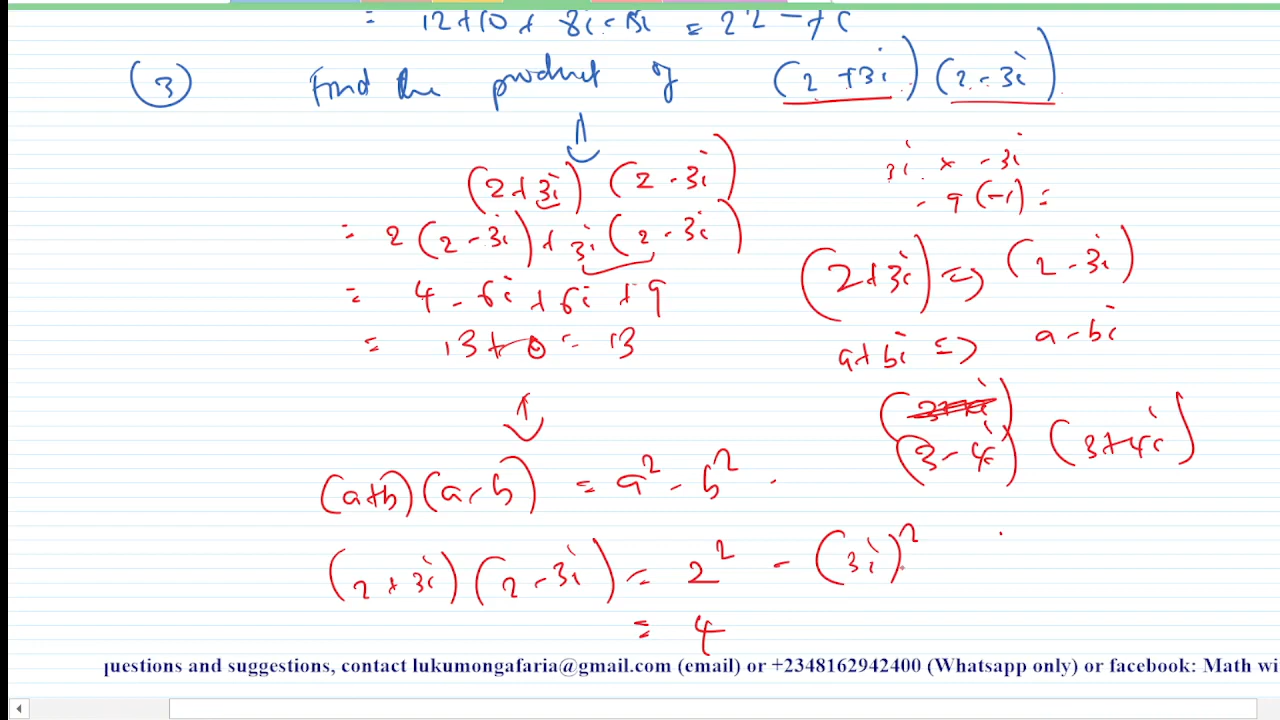 = 12+10+ 8i - 15i = 22 - 7i
(3) Find the product of (2+3i)(2-3i)
(2+3i)(2-3i)
= 2(2-3i)+3i(2-3i)
= 4-6i+6i+9
= 13+0=13
3i × -3i
- 9(-1) =
(2+3i) => (2-3i)
a+bi => a-bi
(3-4i) (3+4i)
(a+b)(a-b) = a² - b²
(2+3i)(2-3i) = 2² - (3i)²
= 4
uestions and suggestions, contact lukumongafaria@gmail.com (email) or +2348162942400 (Whatsapp only) or facebook: Math wi